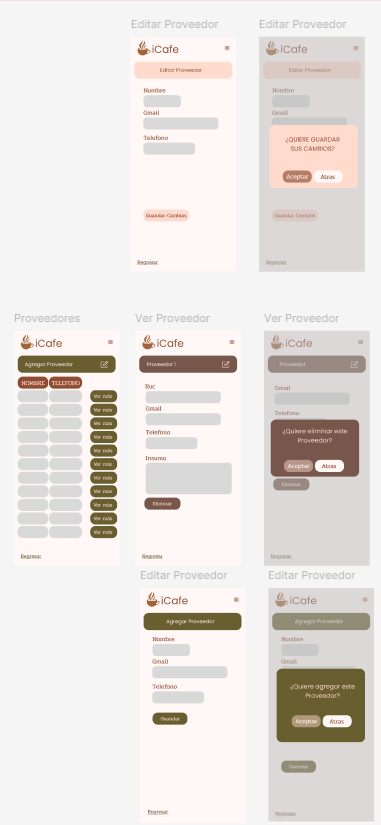 Editar Proveedor
iCafe
Editar Proveedor
Nombre
Gmail
Telefono
Guardar Cambios
Regresar
Editar Proveedor
iCafe
Editar Proveedor
Nombre
Gmail
¿QUIERE GUARDAR
SUS CAMBIOS?
Aceptar Atras
Guardar Cambios
Regresar
Proveedores
iCafe
Agregar Proveedor
NOMBRE TELEFONO
Ver más
Ver más
Ver más
Ver más
Ver más
Ver más
Ver más
Ver más
Ver más
Ver más
Ver más
Regresar
Ver Proveedor
iCafe
Proveedor 1
Ruc
Gmail
Telefono
Insumo
Eliminar
Regresar
Ver Proveedor
iCafe
Proveedor
Gmail
Telefono
¿Quiere eliminar este
Proveedor?
Aceptar Atras
Eliminar
Regresar
Editar Proveedor
iCafe
Agregar Proveedor
Nombre
Gmail
Telefono
Guardar
Regresar
Editar Proveedor
iCafe
Agregar Proveedor
Nombre
Gmail
¿Quiere agregar este
Proveedor?
Aceptar Atras
Guardar
Regresar